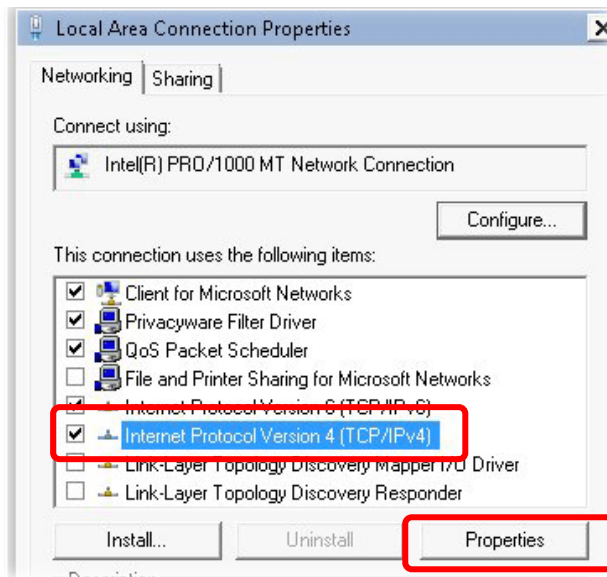 Local Area Connection Properties
Networking
Sharing
Connect using:
Intel(R) PRO/1000 MT Network Connection
Configure...
This connection uses the following items:
Client for Microsoft Networks
Privacyware Filter Driver
QoS Packet Scheduler
File and Printer Sharing for Microsoft Networks
Internet Protocol Version 6 (TCP/IPv6)
Internet Protocol Version 4 (TCP/IPv4)
Link-Layer Topology Discovery Mapper I/O Driver
Link-Layer Topology Discovery Responder
Install...
Uninstall
Properties
Description